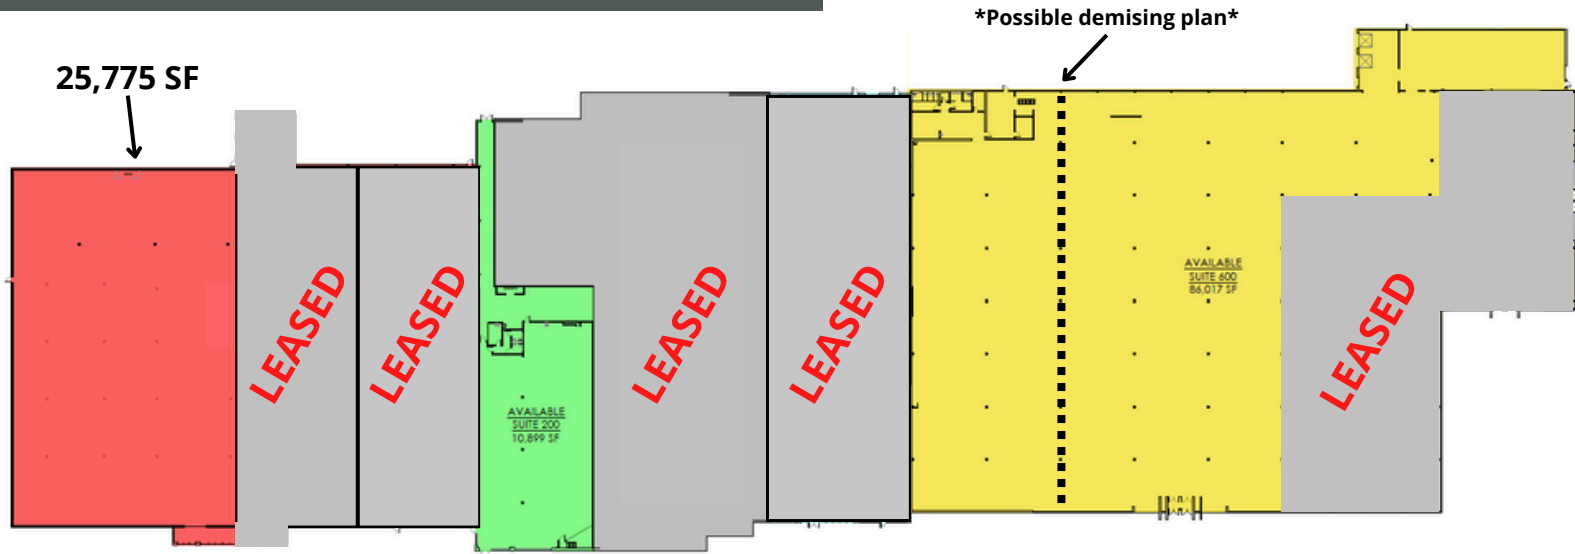 *Possible demising plan*
25,775 SF
LEASED
LEASED
AVAILABLE
SUITE 200
10,899 SF
LEASED
LEASED
AVAILABLE
SUITE 600
86,017 SF
LEASED